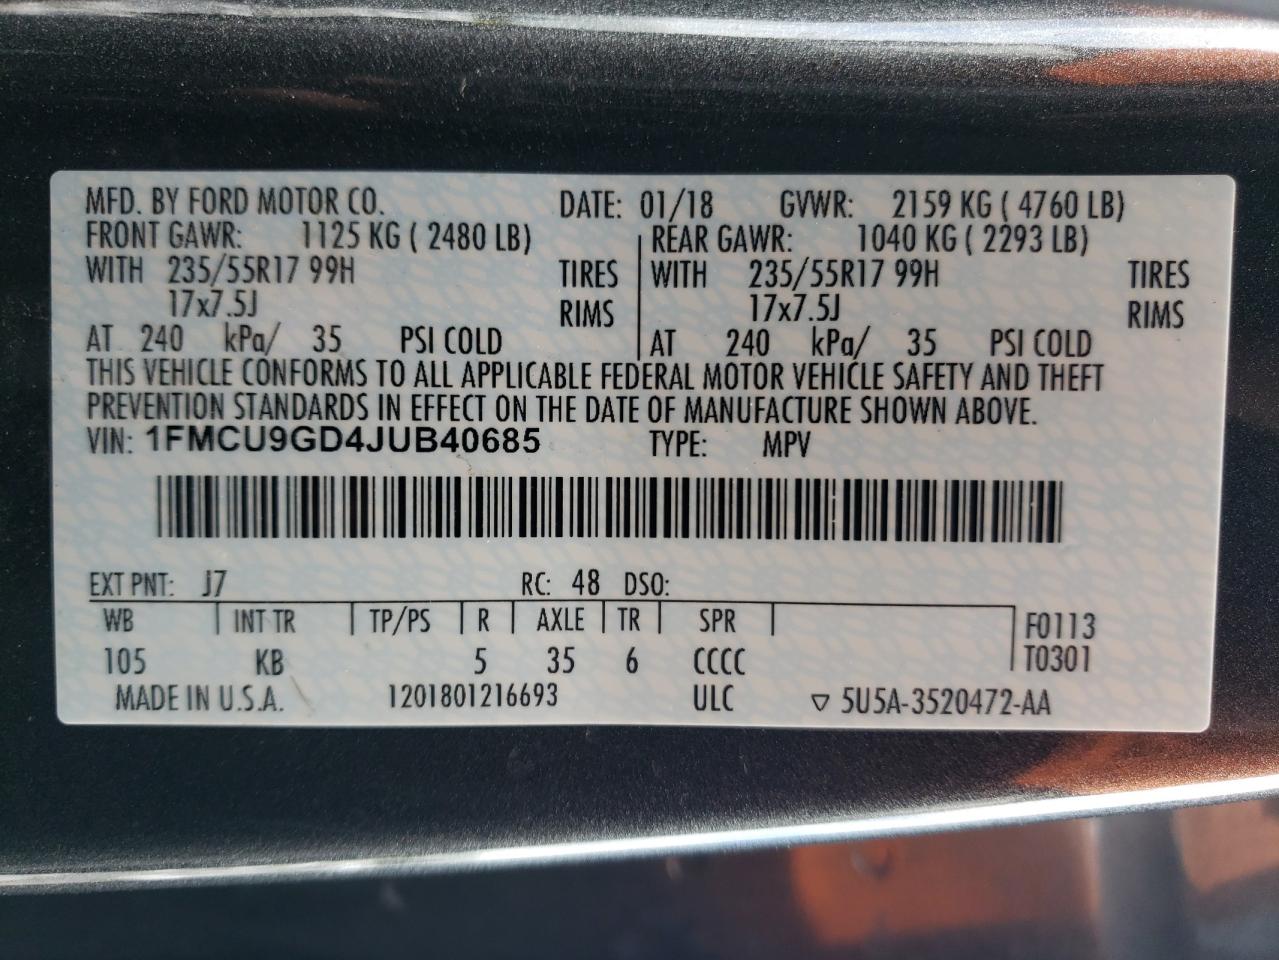 MFD. BY FORD MOTOR CO. DATE: 01/18 GVWR: 2159 KG ( 4760 LB)
FRONT GAWR: 1125 KG ( 2480 LB) REAR GAWR: 1040 KG ( 2293 LB)
WITH 235/55R17 99H TIRES WITH 235/55R17 99H TIRES
17x7.5J RIMS 17x7.5J RIMS
AT 240 kPa/ 35 PSI COLD AT 240 kPa/ 35 PSI COLD
THIS VEHICLE CONFORMS TO ALL APPLICABLE FEDERAL MOTOR VEHICLE SAFETY AND THEFT
PREVENTION STANDARDS IN EFFECT ON THE DATE OF MANUFACTURE SHOWN ABOVE.
VIN: 1FMCU9GD4JUB40685 TYPE: MPV
EXT PNT: J7 RC: 48 DSO:
WB INT TR TP/PS R AXLE TR SPR F0113
105 KB 5 35 6 CCCC T0301
MADE IN U.S.A. 1201801216693 ULC ▽ 5U5A-3520472-AA